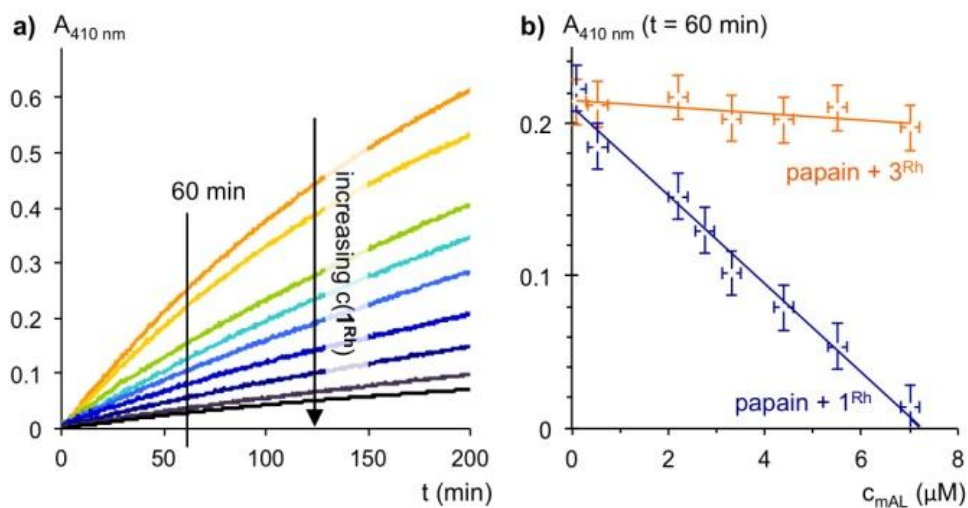 a) A410 nm
0.6
0.5
0.4
0.3
0.2
0.1
0
60 min
increasing c(1Rh)
0 50 100 150 200
t (min)
b) A410 nm (t = 60 min)
0.2
0.1
0
papain + 3Rh
papain + 1Rh
0 2 4 6 8
cmAL (μM)